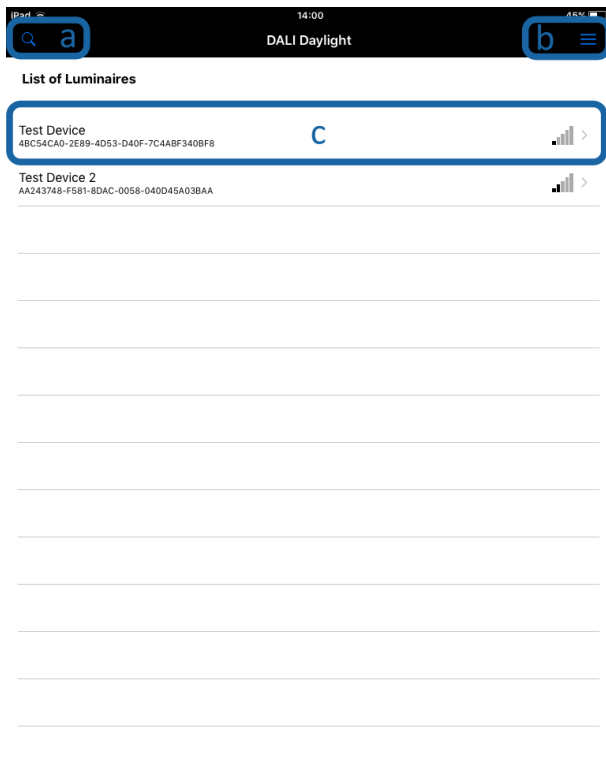 iPad 14:00 45%
a DALI Daylight b
List of Luminaires
Test Device
4BC54CA0-2E89-4D53-D40F-7C4ABF340BF8
c
Test Device 2
AA243748-F581-8DAC-0058-040D45A03BAA